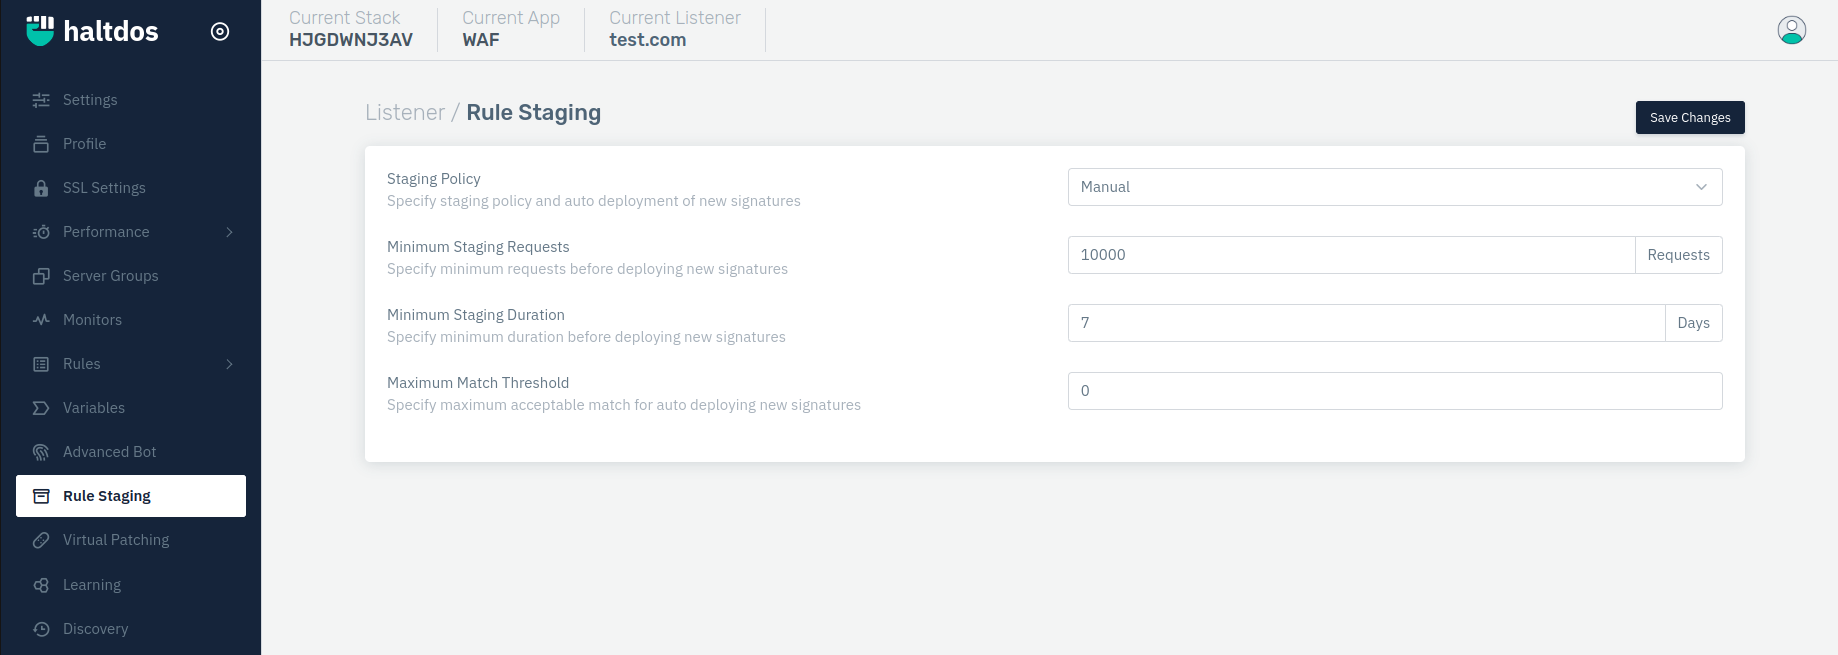 haltdos
Settings
Profile
SSL Settings
Performance
Server Groups
Monitors
Rules
Variables
Advanced Bot
Rule Staging
Virtual Patching
Learning
Discovery
Current Stack
HJGDWNJ3AV
Current App
WAF
Current Listener
test.com
Listener / Rule Staging
Save Changes
Staging Policy
Specify staging policy and auto deployment of new signatures
Manual
Minimum Staging Requests
Specify minimum requests before deploying new signatures
10000 Requests
Minimum Staging Duration
Specify minimum duration before deploying new signatures
7 Days
Maximum Match Threshold
Specify maximum acceptable match for auto deploying new signatures
0